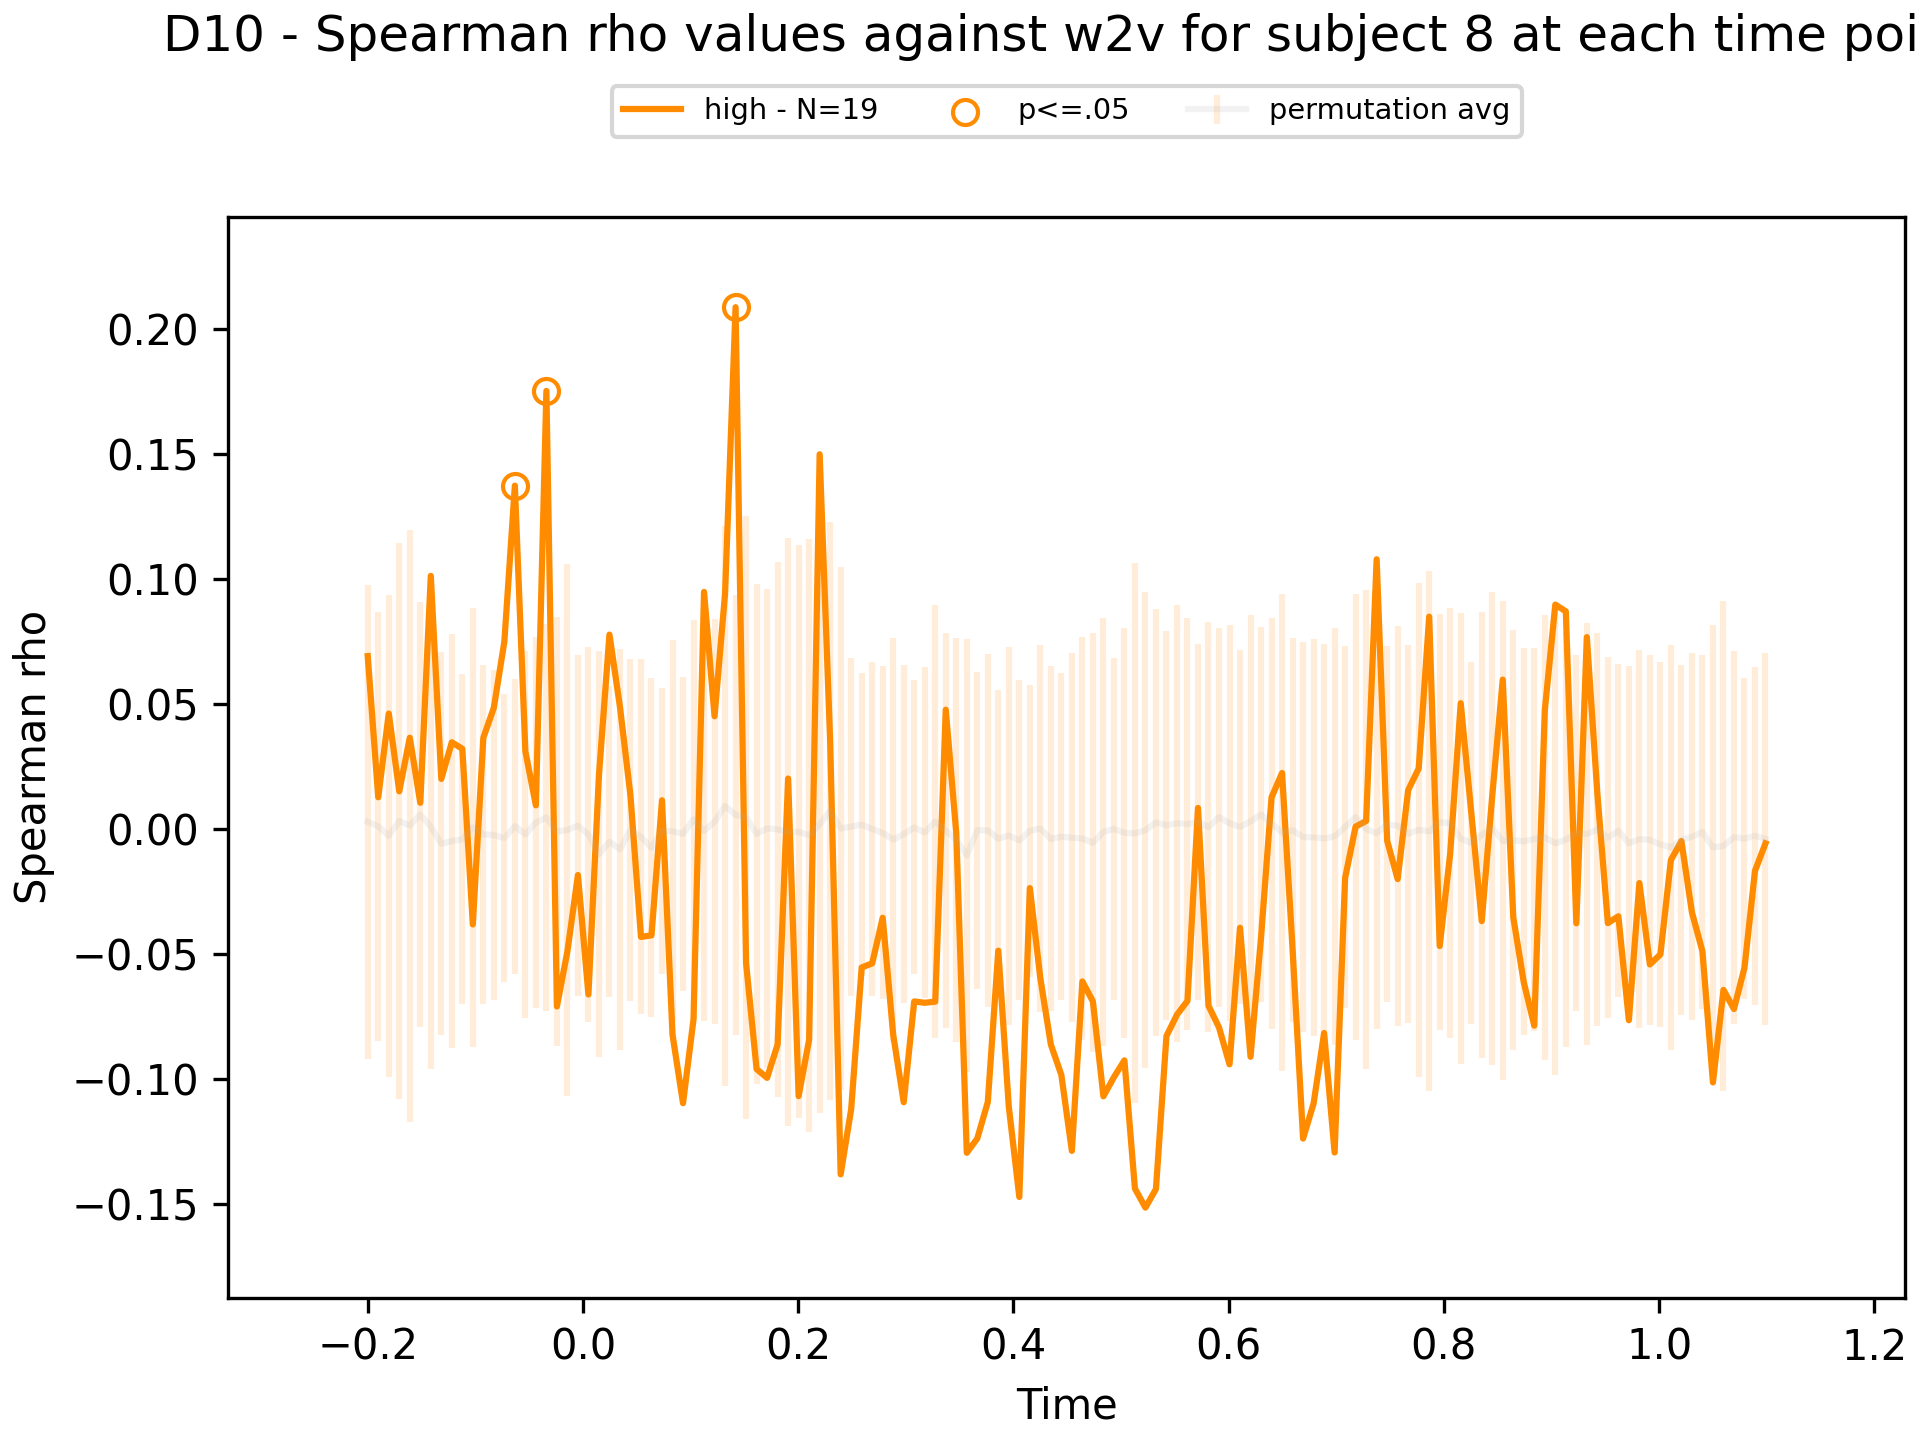 D10 - Spearman rho values against w2v for subject 8 at each time poi
high - N=19 p<=.05 permutation avg
Spearman rho
0.20
0.15
0.10
0.05
0.00
−0.05
−0.10
−0.15
−0.2 0.0 0.2 0.4 0.6 0.8 1.0 1.2
Time